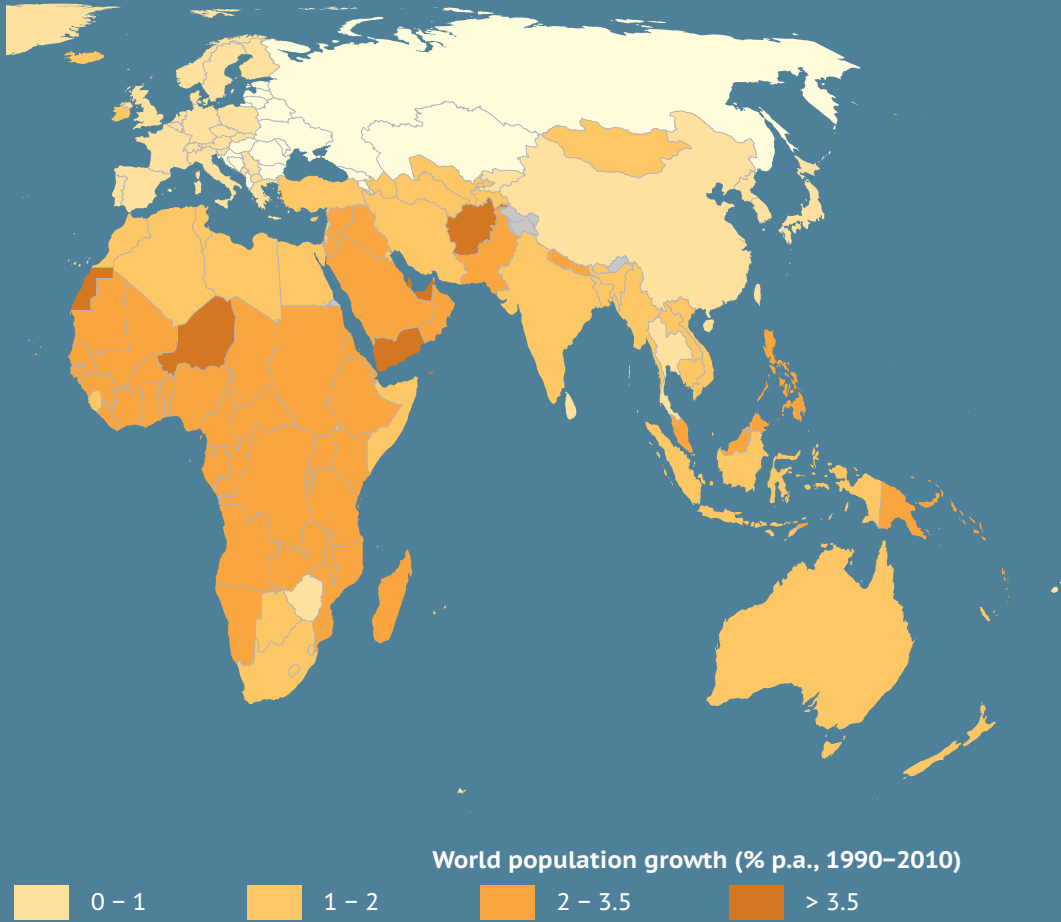 World population growth (% p.a., 1990–2010)
0 – 1 1 – 2 2 – 3.5 > 3.5